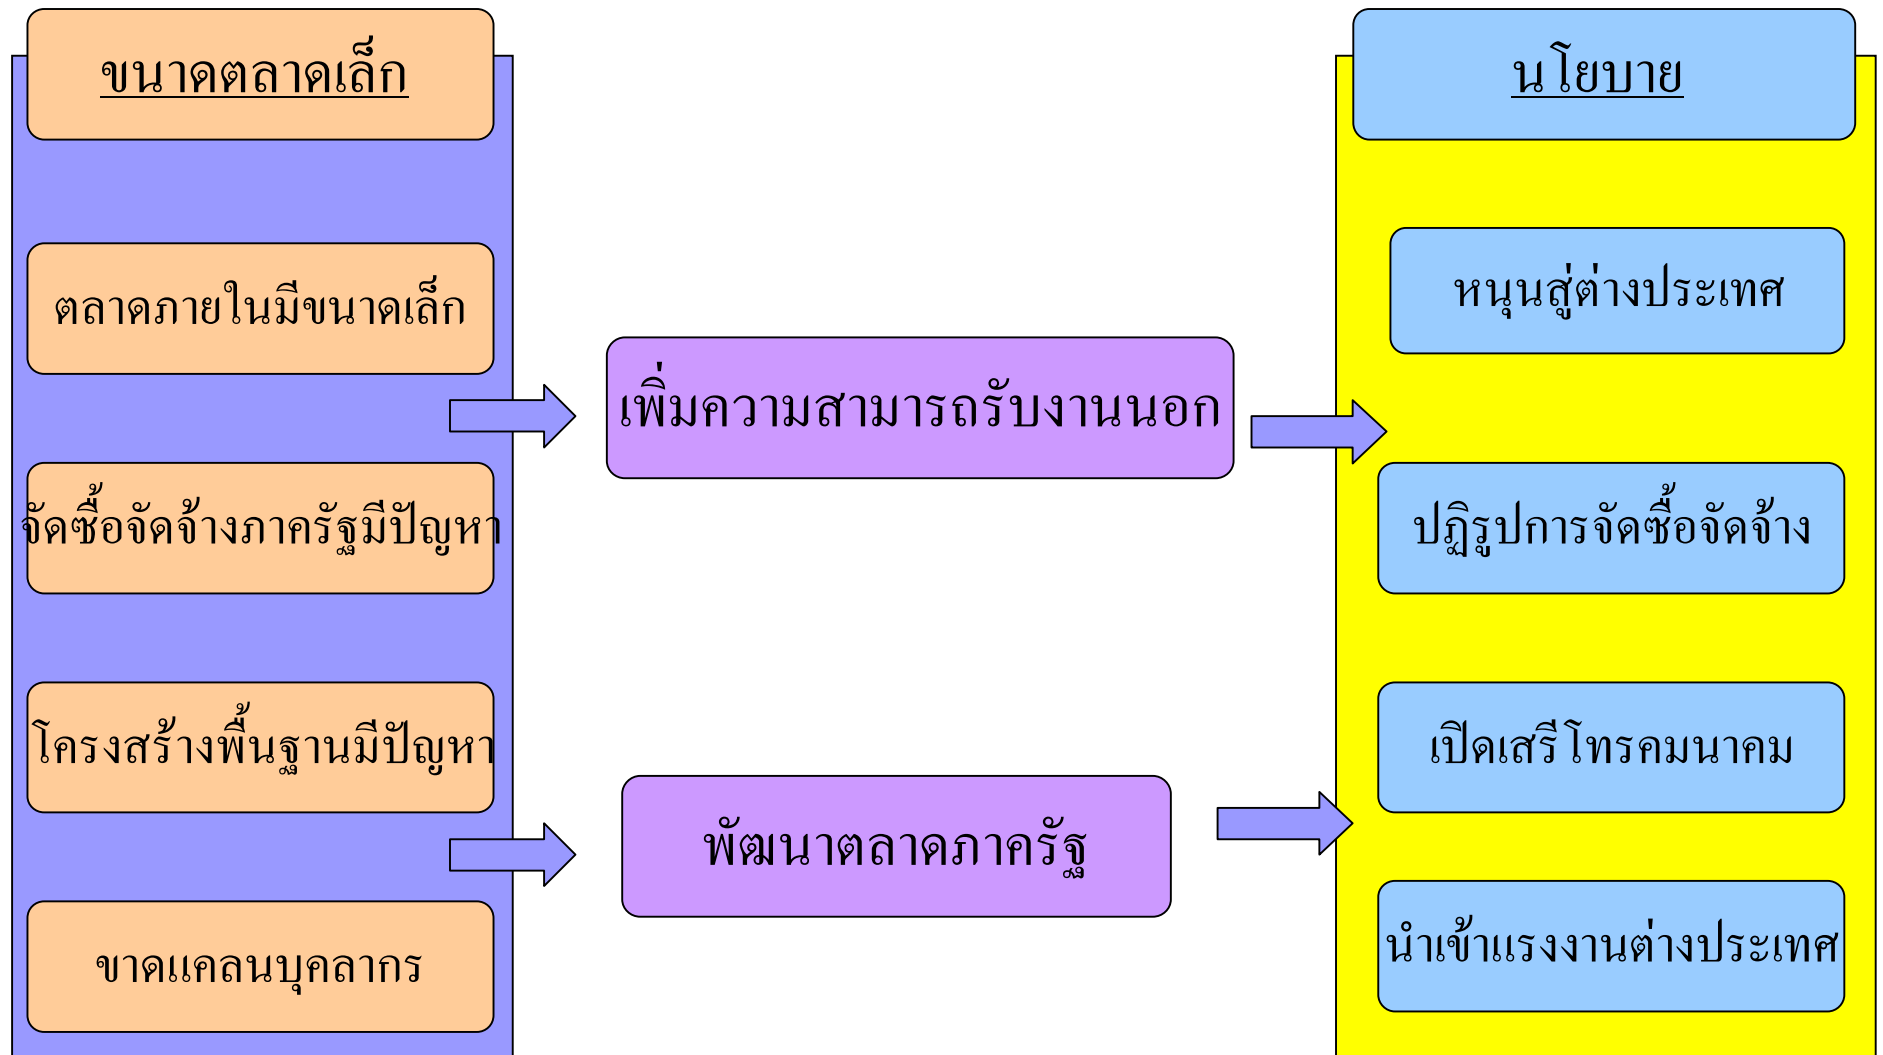 ขนาดตลาดเล็ก
ตลาดภายในมีขนาดเล็ก
จัดซื้อจัดจ้างภาครัฐมีปัญหา
โครงสร้างพื้นฐานมีปัญหา
ขาดแคลนบุคลากร
เพิ่มความสามารถรับงานนอก
พัฒนาตลาดภาครัฐ
นโยบาย
หนุนสู่ต่างประเทศ
ปฏิรูปการจัดซื้อจัดจ้าง
เปิดเสรีโทรคมนาคม
นำเข้าแรงงานต่างประเทศ